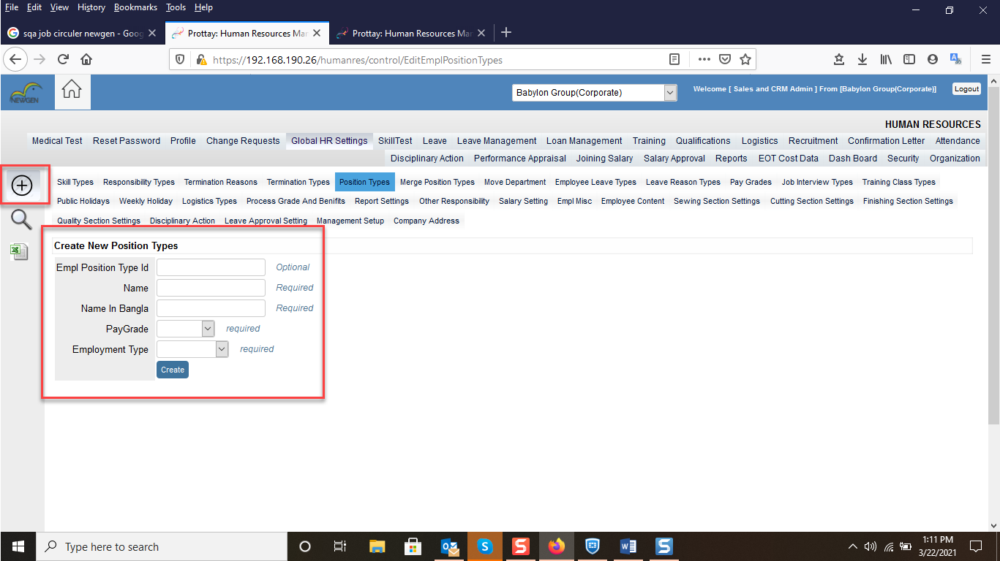 File Edit View History Bookmarks Tools Help
sqa job circuler newgen - Goog
Prottay: Human Resources Mar
Prottay: Human Resources Mar
https://192.168.190.26/humanres/control/EditEmplPositionTypes
NEWGEN
Babylon Group(Corporate)
Welcome [ Sales and CRM Admin ] From [Babylon Group(Corporate)]
Logout
HUMAN RESOURCES
Medical Test Reset Password Profile Change Requests Global HR Settings SkillTest Leave Leave Management Loan Management Training Qualifications Logistics Recruitment Confirmation Letter Attendance
Disciplinary Action Performance Appraisal Joining Salary Salary Approval Reports EOT Cost Data Dash Board Security Organization
Skill Types Responsibility Types Termination Reasons Termination Types Position Types Merge Position Types Move Department Employee Leave Types Leave Reason Types Pay Grades Job Interview Types Training Class Types
Public Holidays Weekly Holiday Logistics Types Process Grade And Benifits Report Settings Other Responsibility Salary Setting Empl Misc Employee Content Sewing Section Settings Cutting Section Settings Finishing Section Settings
Quality Section Settings Disciplinary Action Leave Approval Setting Management Setup Company Address
Create New Position Types
Empl Position Type Id Optional
Name Required
Name In Bangla Required
PayGrade required
Employment Type required
Create
Type here to search
1:11 PM
3/22/2021